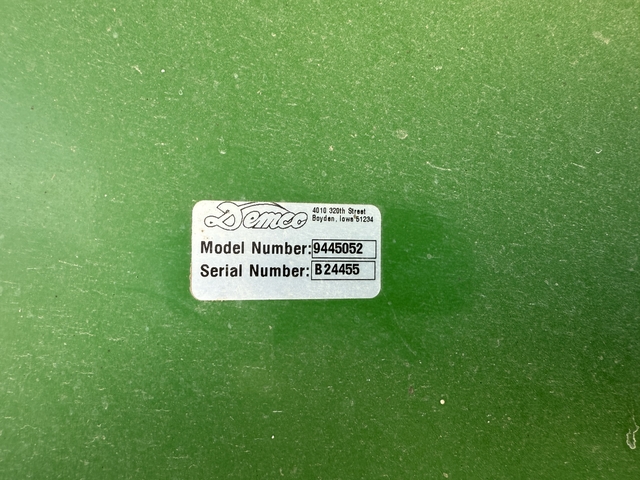 Demco
4010 320th Street
Boyden, Iowa 51234
Model Number: 9445052
Serial Number: B24455